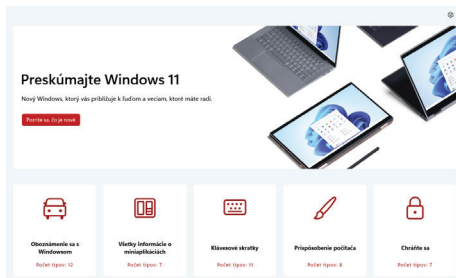 Preskúmajte Windows 11
Nový Windows, ktorý vás približuje k ľuďom a veciam, ktoré máte radi.
Pozrite sa, čo je nové
Oboznámenie sa s
Windowsom
Počet tipov: 12
Všetky informácie o
miniaplikáciách
Počet tipov: 7
Klávesové skratky
Počet tipov: 11
Prispôsobenie počítača
Počet tipov: 6
Chráňte sa
Počet tipov: 7